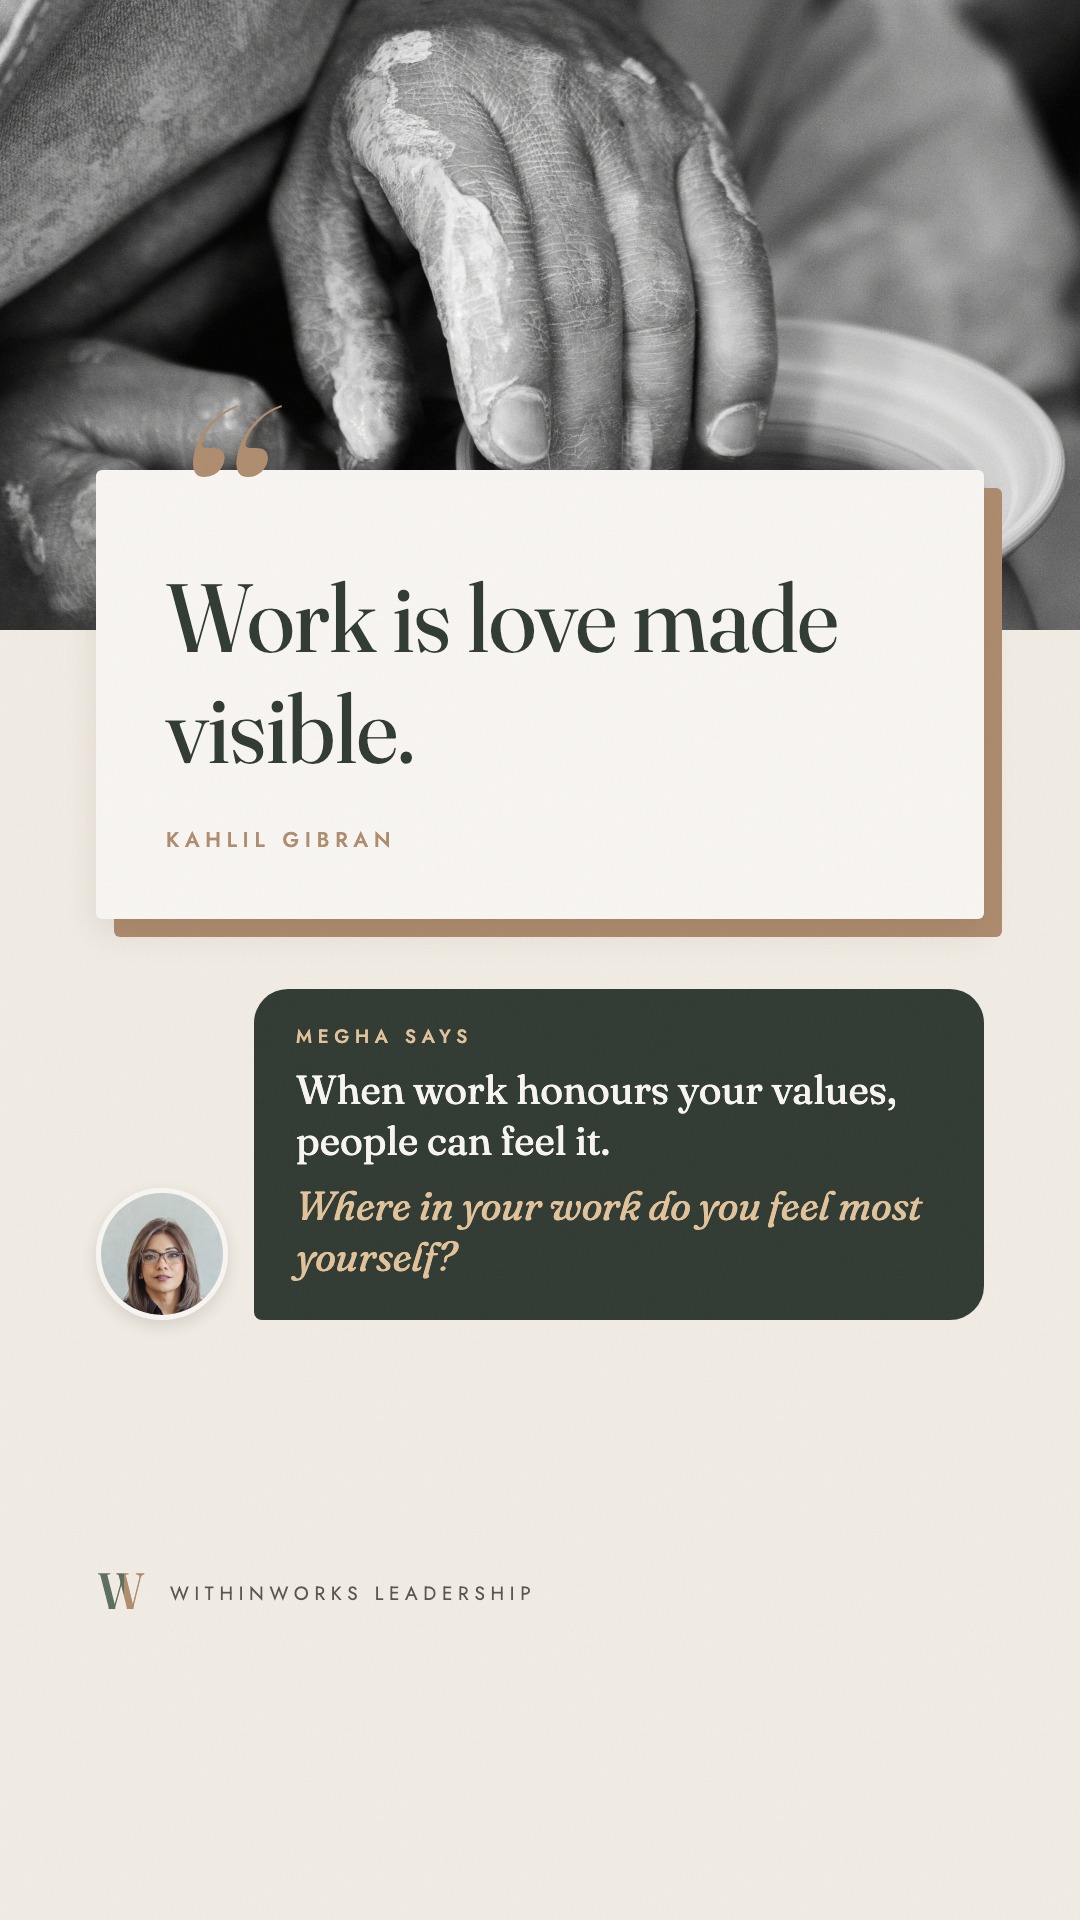 “
Work is love made
visible.
KAHLIL GIBRAN
MEGHA SAYS
When work honours your values,
people can feel it.
Where in your work do you feel most
yourself?
W WITHINWORKS LEADERSHIP